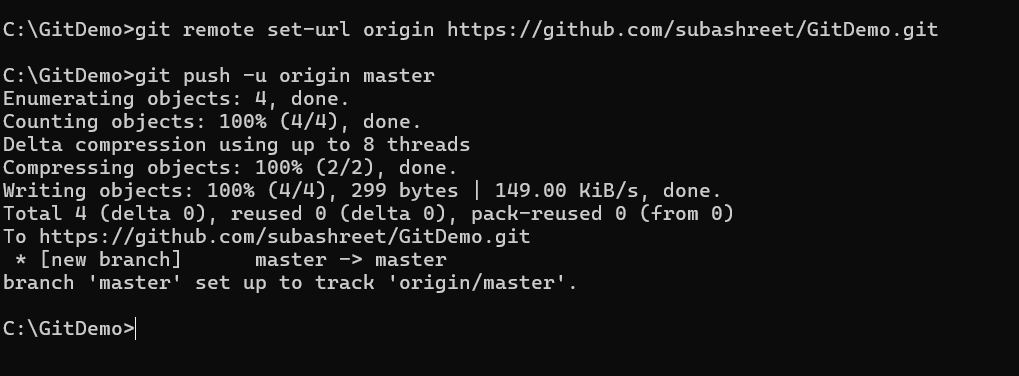 C:\GitDemo>git remote set-url origin https://github.com/subashreet/GitDemo.git
C:\GitDemo>git push -u origin master
Enumerating objects: 4, done.
Counting objects: 100% (4/4), done.
Delta compression using up to 8 threads
Compressing objects: 100% (2/2), done.
Writing objects: 100% (4/4), 299 bytes | 149.00 KiB/s, done.
Total 4 (delta 0), reused 0 (delta 0), pack-reused 0 (from 0)
To https://github.com/subashreet/GitDemo.git
 * [new branch]      master -> master
branch 'master' set up to track 'origin/master'.
C:\GitDemo>